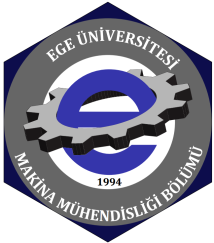 EGE ÜNİVERSİTESİ
1994
MAKİNA MÜHENDİSLİĞİ BÖLÜMÜ